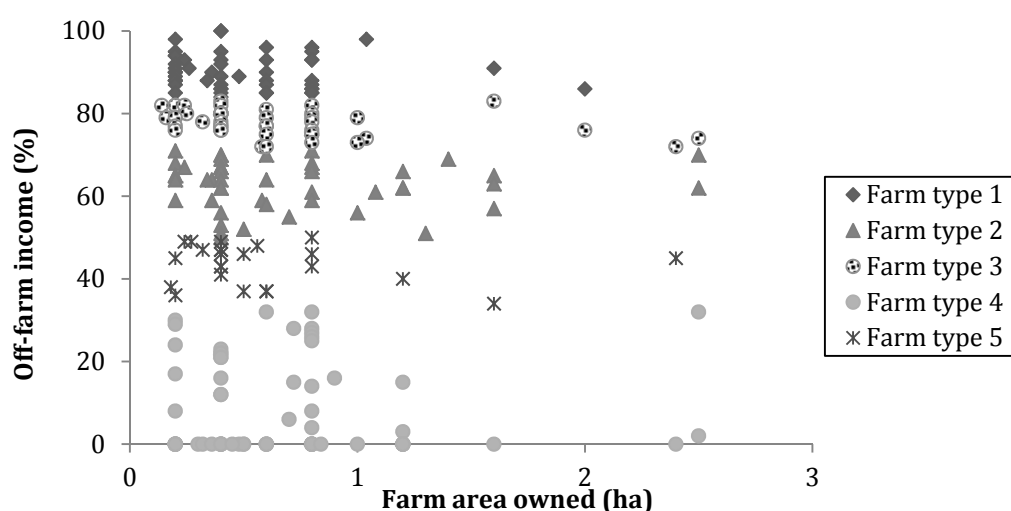 100
80
60
40
20
0
0
1
2
3
Off-farm income (%)
Farm area owned (ha)
Farm type 1
Farm type 2
Farm type 3
Farm type 4
Farm type 5